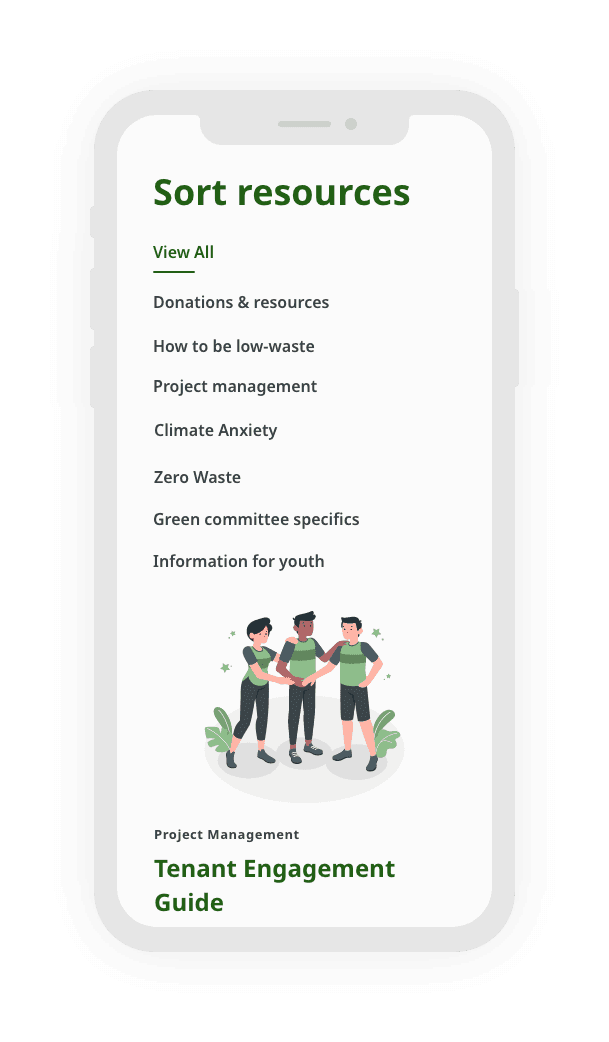 Sort resources
View All
Donations & resources
How to be low-waste
Project management
Climate Anxiety
Zero Waste
Green committee specifics
Information for youth
Project Management
Tenant Engagement
Guide